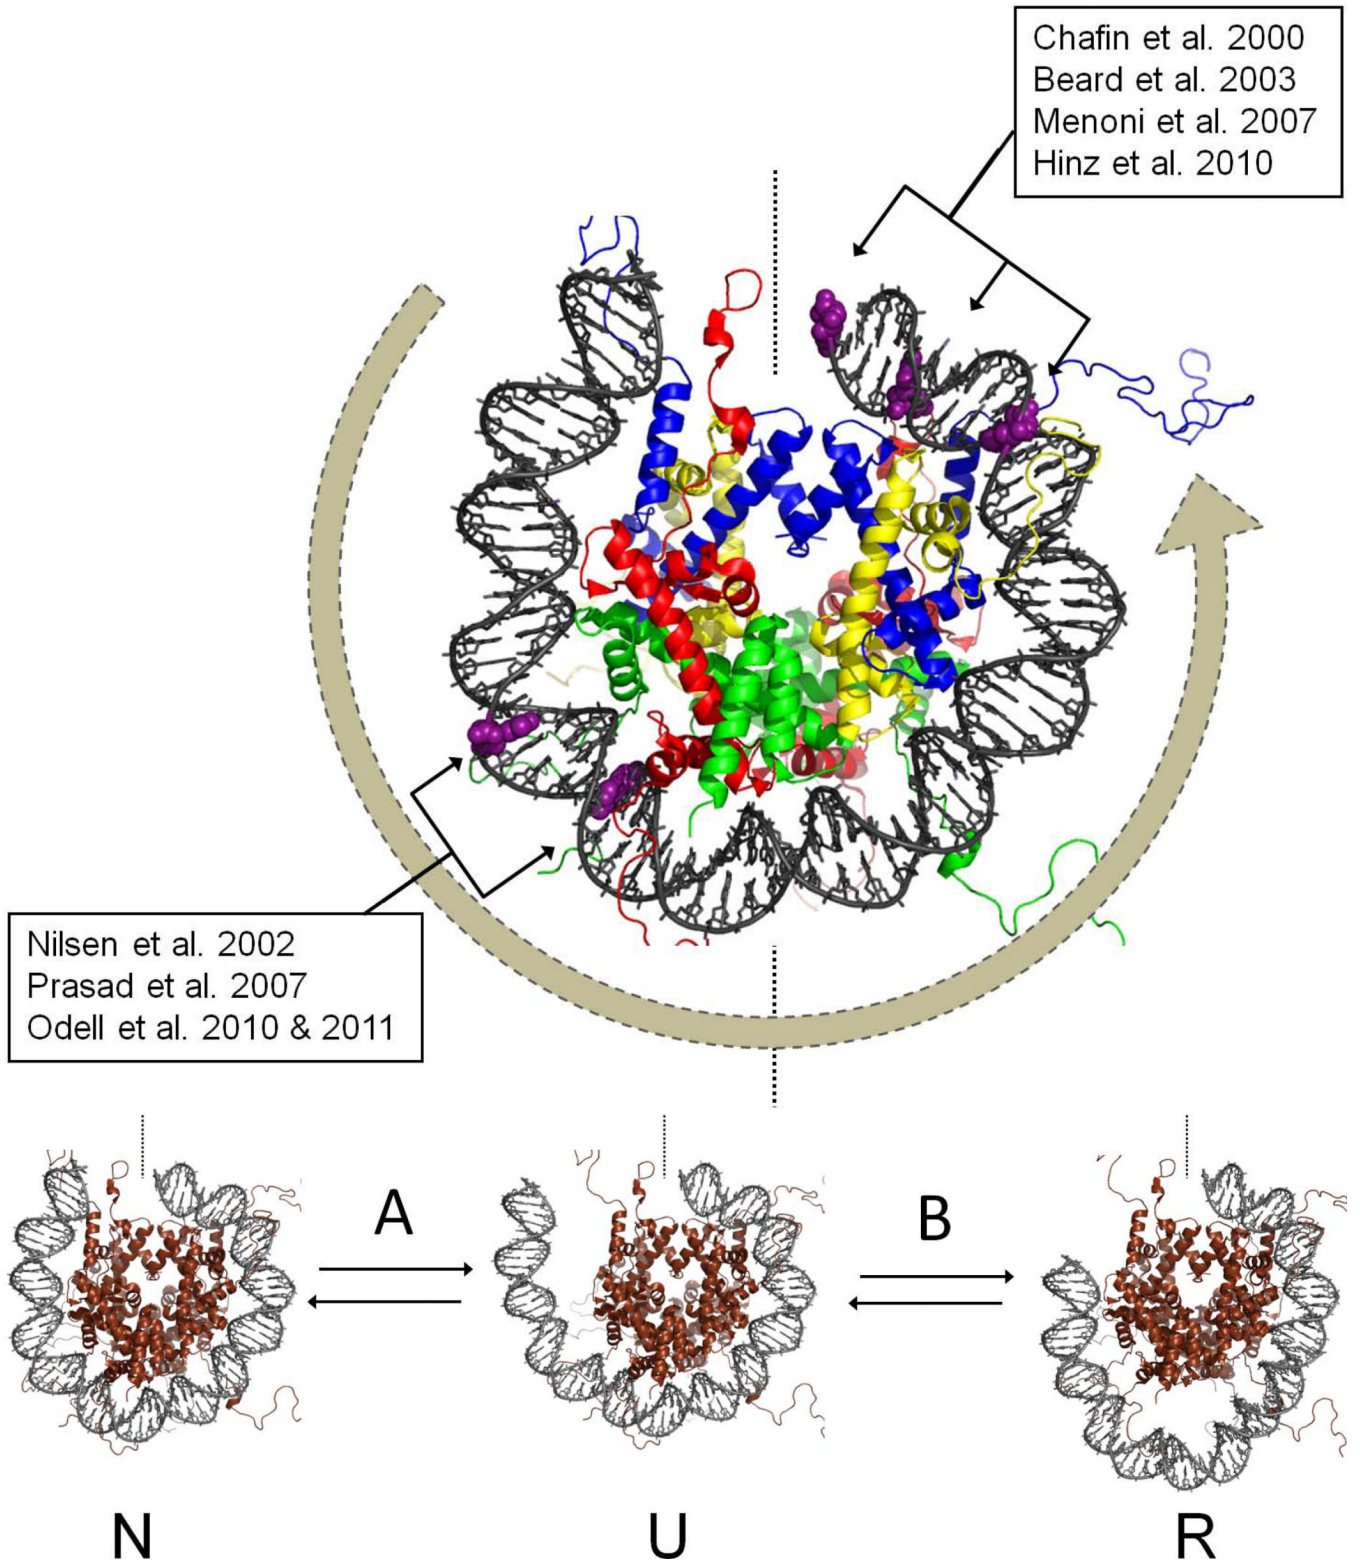 Chafin et al. 2000
Beard et al. 2003
Menoni et al. 2007
Hinz et al. 2010
Nilsen et al. 2002
Prasad et al. 2007
Odell et al. 2010 & 2011
A
B
N
U
R